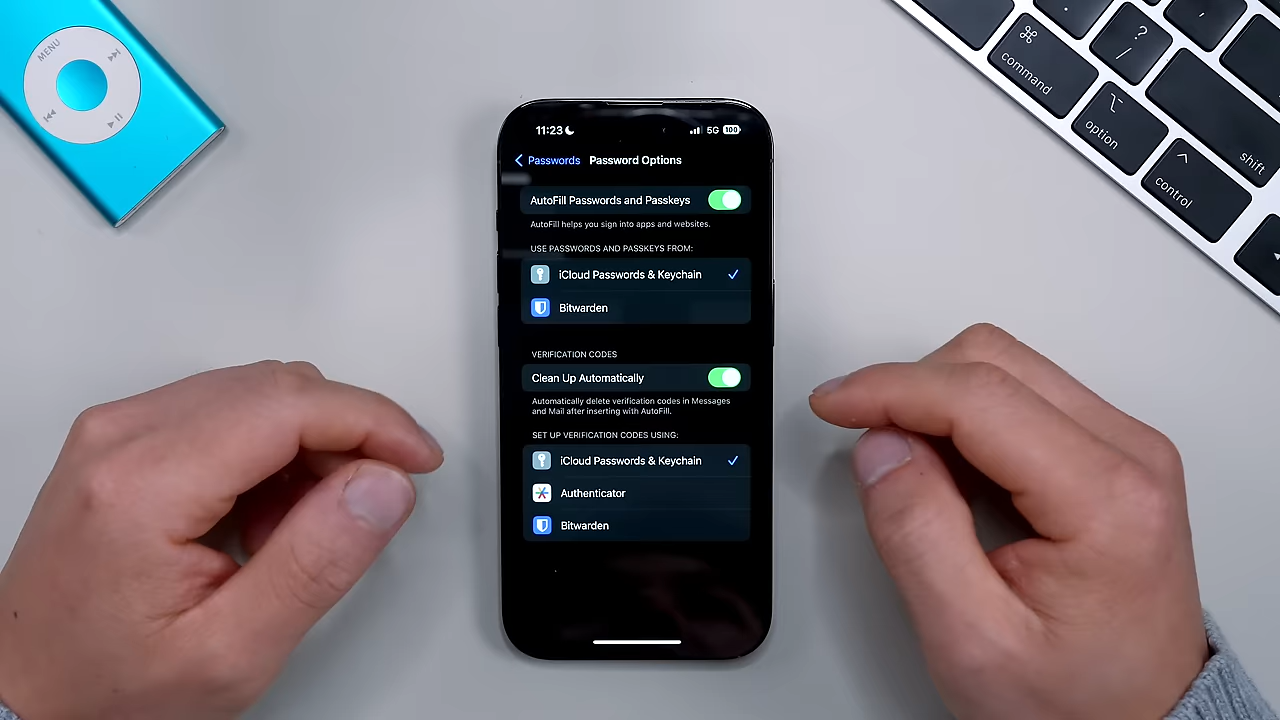 MENU
11:23
5G 100
Passwords Password Options
AutoFill Passwords and Passkeys
AutoFill helps you sign into apps and websites.
USE PASSWORDS AND PASSKEYS FROM:
iCloud Passwords & Keychain
Bitwarden
VERIFICATION CODES
Clean Up Automatically
Automatically delete verification codes in Messages
and Mail after inserting with AutoFill.
SET UP VERIFICATION CODES USING:
iCloud Passwords & Keychain
Authenticator
Bitwarden
⌘
command
?
/
⌥
option
shift
^
control